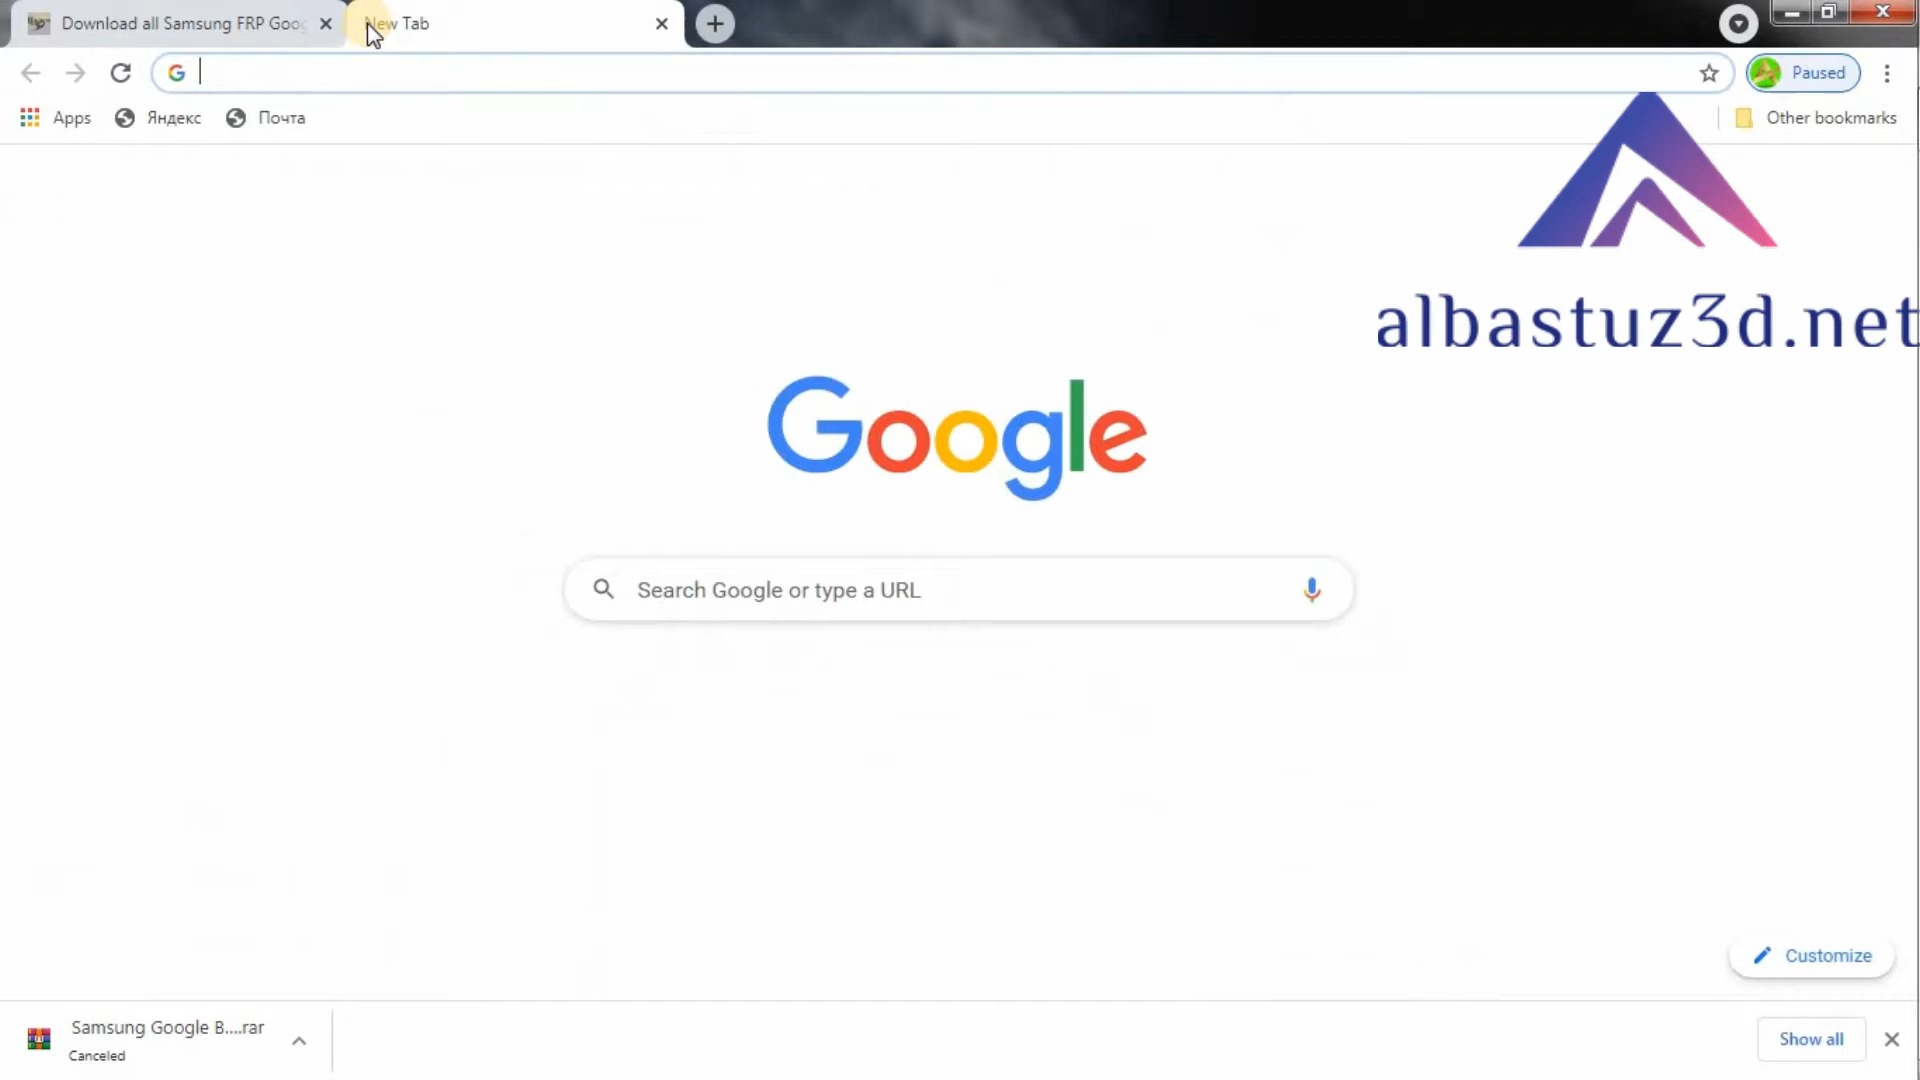 Download all Samsung FRP Goo
New Tab
Paused
Apps
Яндекс
Почта
Other bookmarks
albastuz3d.net
Google
Search Google or type a URL
Customize
Samsung Google B....rar
Canceled
Show all